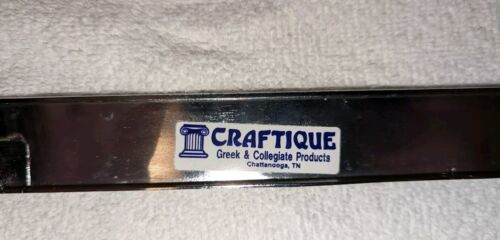 CRAFTIQUE
Greek & Collegiate Products
Chattanooga, TN